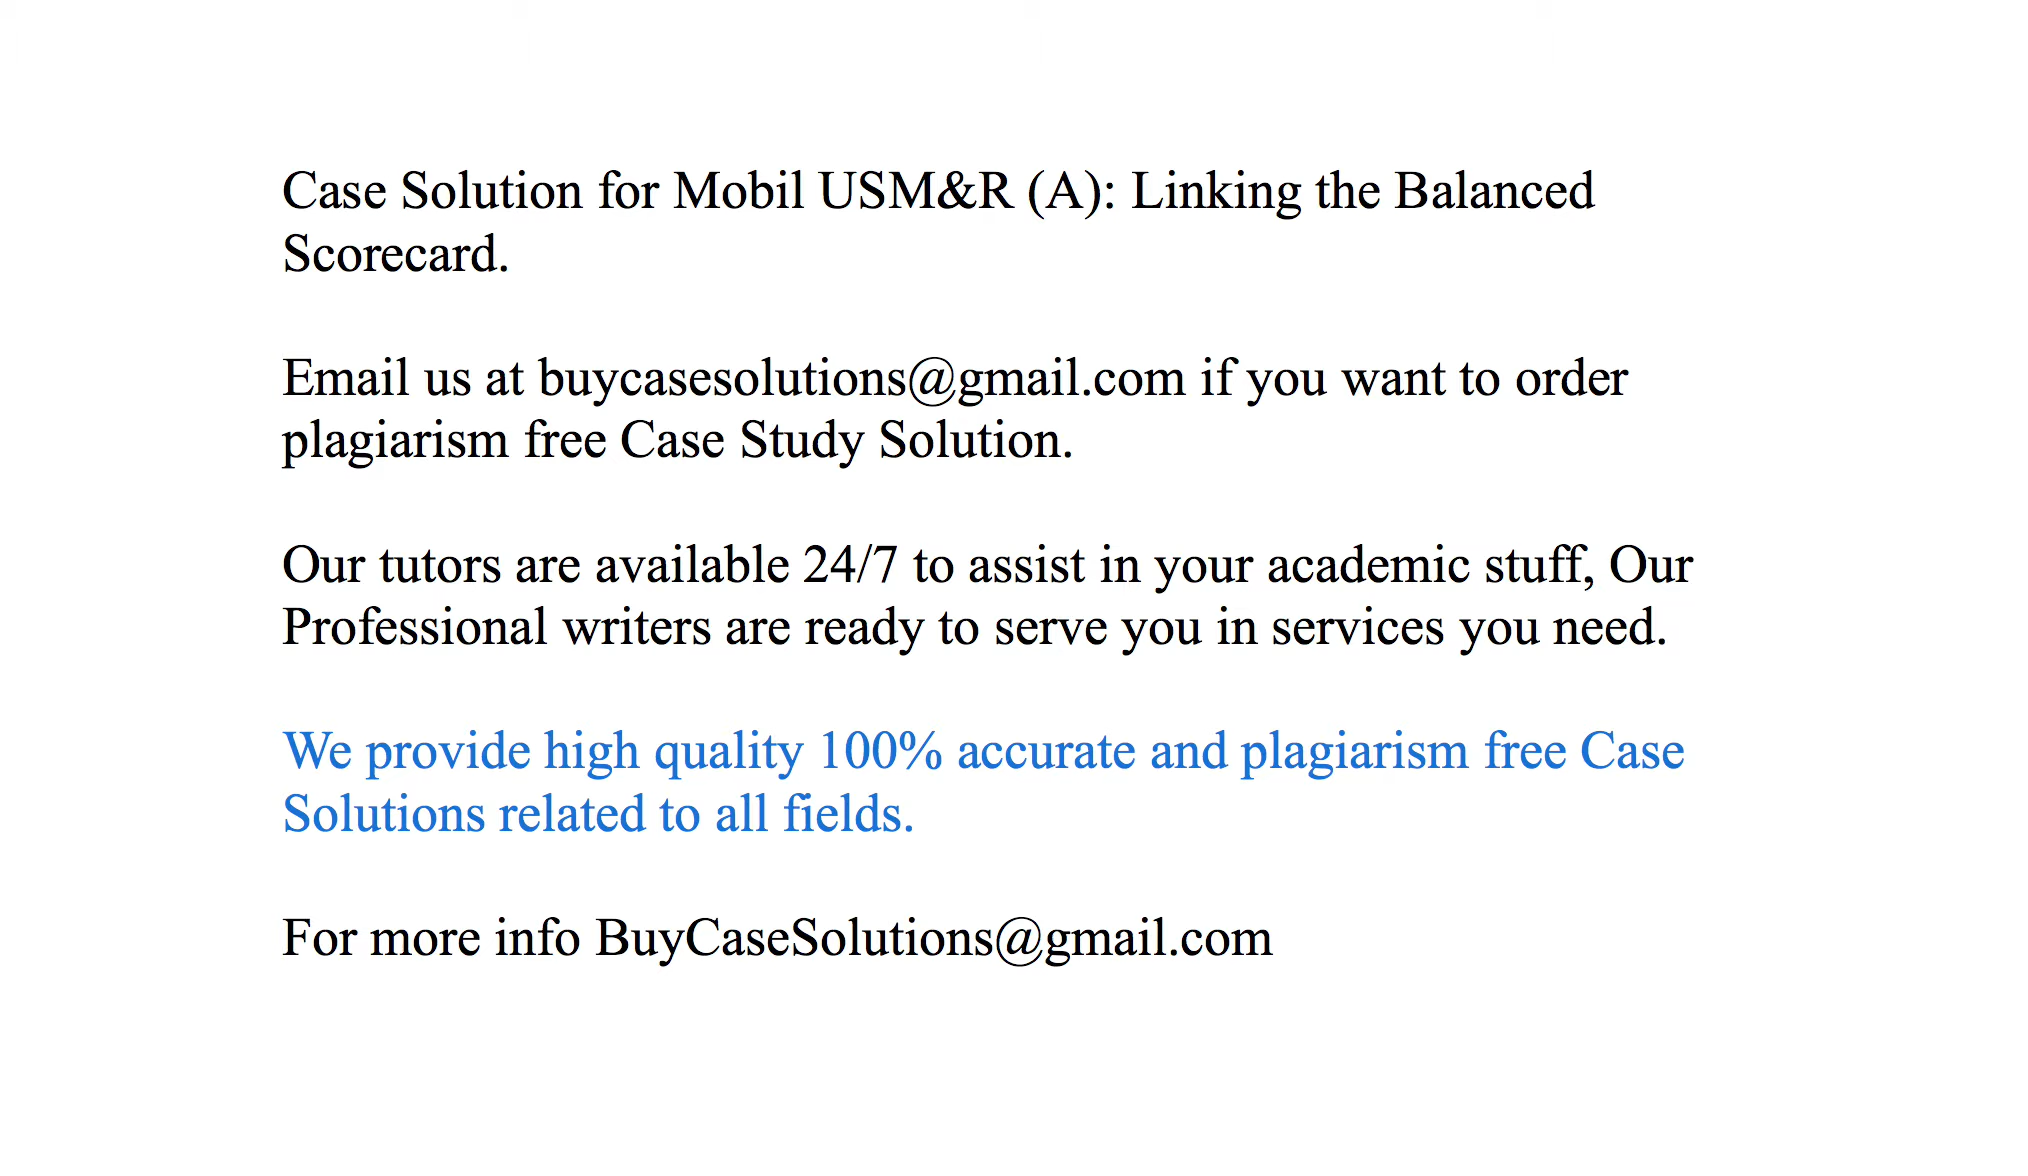 Case Solution for Mobil USM&R (A): Linking the Balanced
Scorecard.
Email us at buycasesolutions@gmail.com if you want to order
plagiarism free Case Study Solution.
Our tutors are available 24/7 to assist in your academic stuff, Our
Professional writers are ready to serve you in services you need.
We provide high quality 100% accurate and plagiarism free Case
Solutions related to all fields.
For more info BuyCaseSolutions@gmail.com